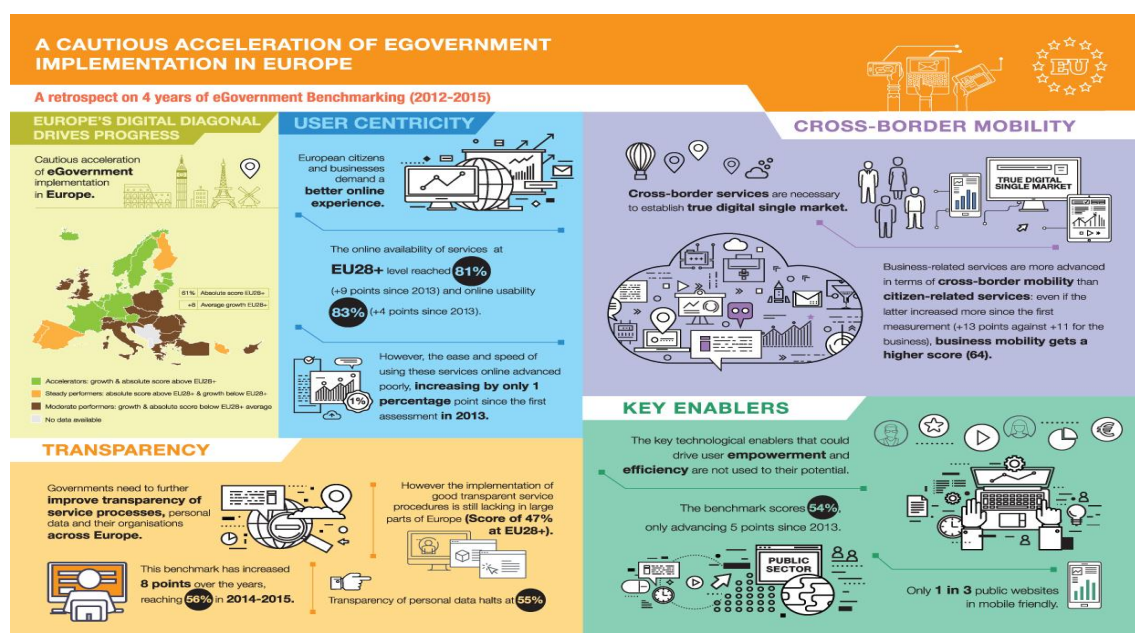 A CAUTIOUS ACCELERATION OF EGOVERNMENT
IMPLEMENTATION IN EUROPE
EU
A retrospect on 4 years of eGovernment Benchmarking (2012-2015)
EUROPE'S DIGITAL DIAGONAL
DRIVES PROGRESS
Cautious acceleration
of eGovernment
implementation
in Europe.
81% Absolute score EU28+
+8 Average growth EU28+
Accelerators: growth & absolute score above EU28+
Steady performers: absolute score above EU28+ & growth below EU28+
Moderate performers: growth & absolute score below EU28+ average
No data available
USER CENTRICITY
European citizens
and businesses
demand a
better online
experience.
The online availability of services at
EU28+ level reached 81%
(+9 points since 2013) and online usability
83% (+4 points since 2013).
1%
However, the ease and speed of
using these services online advanced
poorly, increasing by only 1
percentage point since the first
assessment in 2013.
CROSS-BORDER MOBILITY
Cross-border services are necessary
to establish true digital single market.
TRUE DIGITAL
SINGLE MARKET
Business-related services are more advanced
in terms of cross-border mobility than
citizen-related services: even if the
latter increased more since the first
measurement (+13 points against +11 for the
business), business mobility gets a
higher score (64).
TRANSPARENCY
Governments need to further
improve transparency of
service processes, personal
data and their organisations
across Europe.
This benchmark has increased
8 points over the years,
reaching 56% in 2014-2015.
However the implementation of
good transparent service
procedures is still lacking in large
parts of Europe (Score of 47%
at EU28+).
Transparency of personal data halts at 55%
KEY ENABLERS
The key technological enablers that could
drive user empowerment and
efficiency are not used to their potential.
The benchmark scores 54%,
only advancing 5 points since 2013.
PUBLIC
SECTOR
Only 1 in 3 public websites
in mobile friendly.